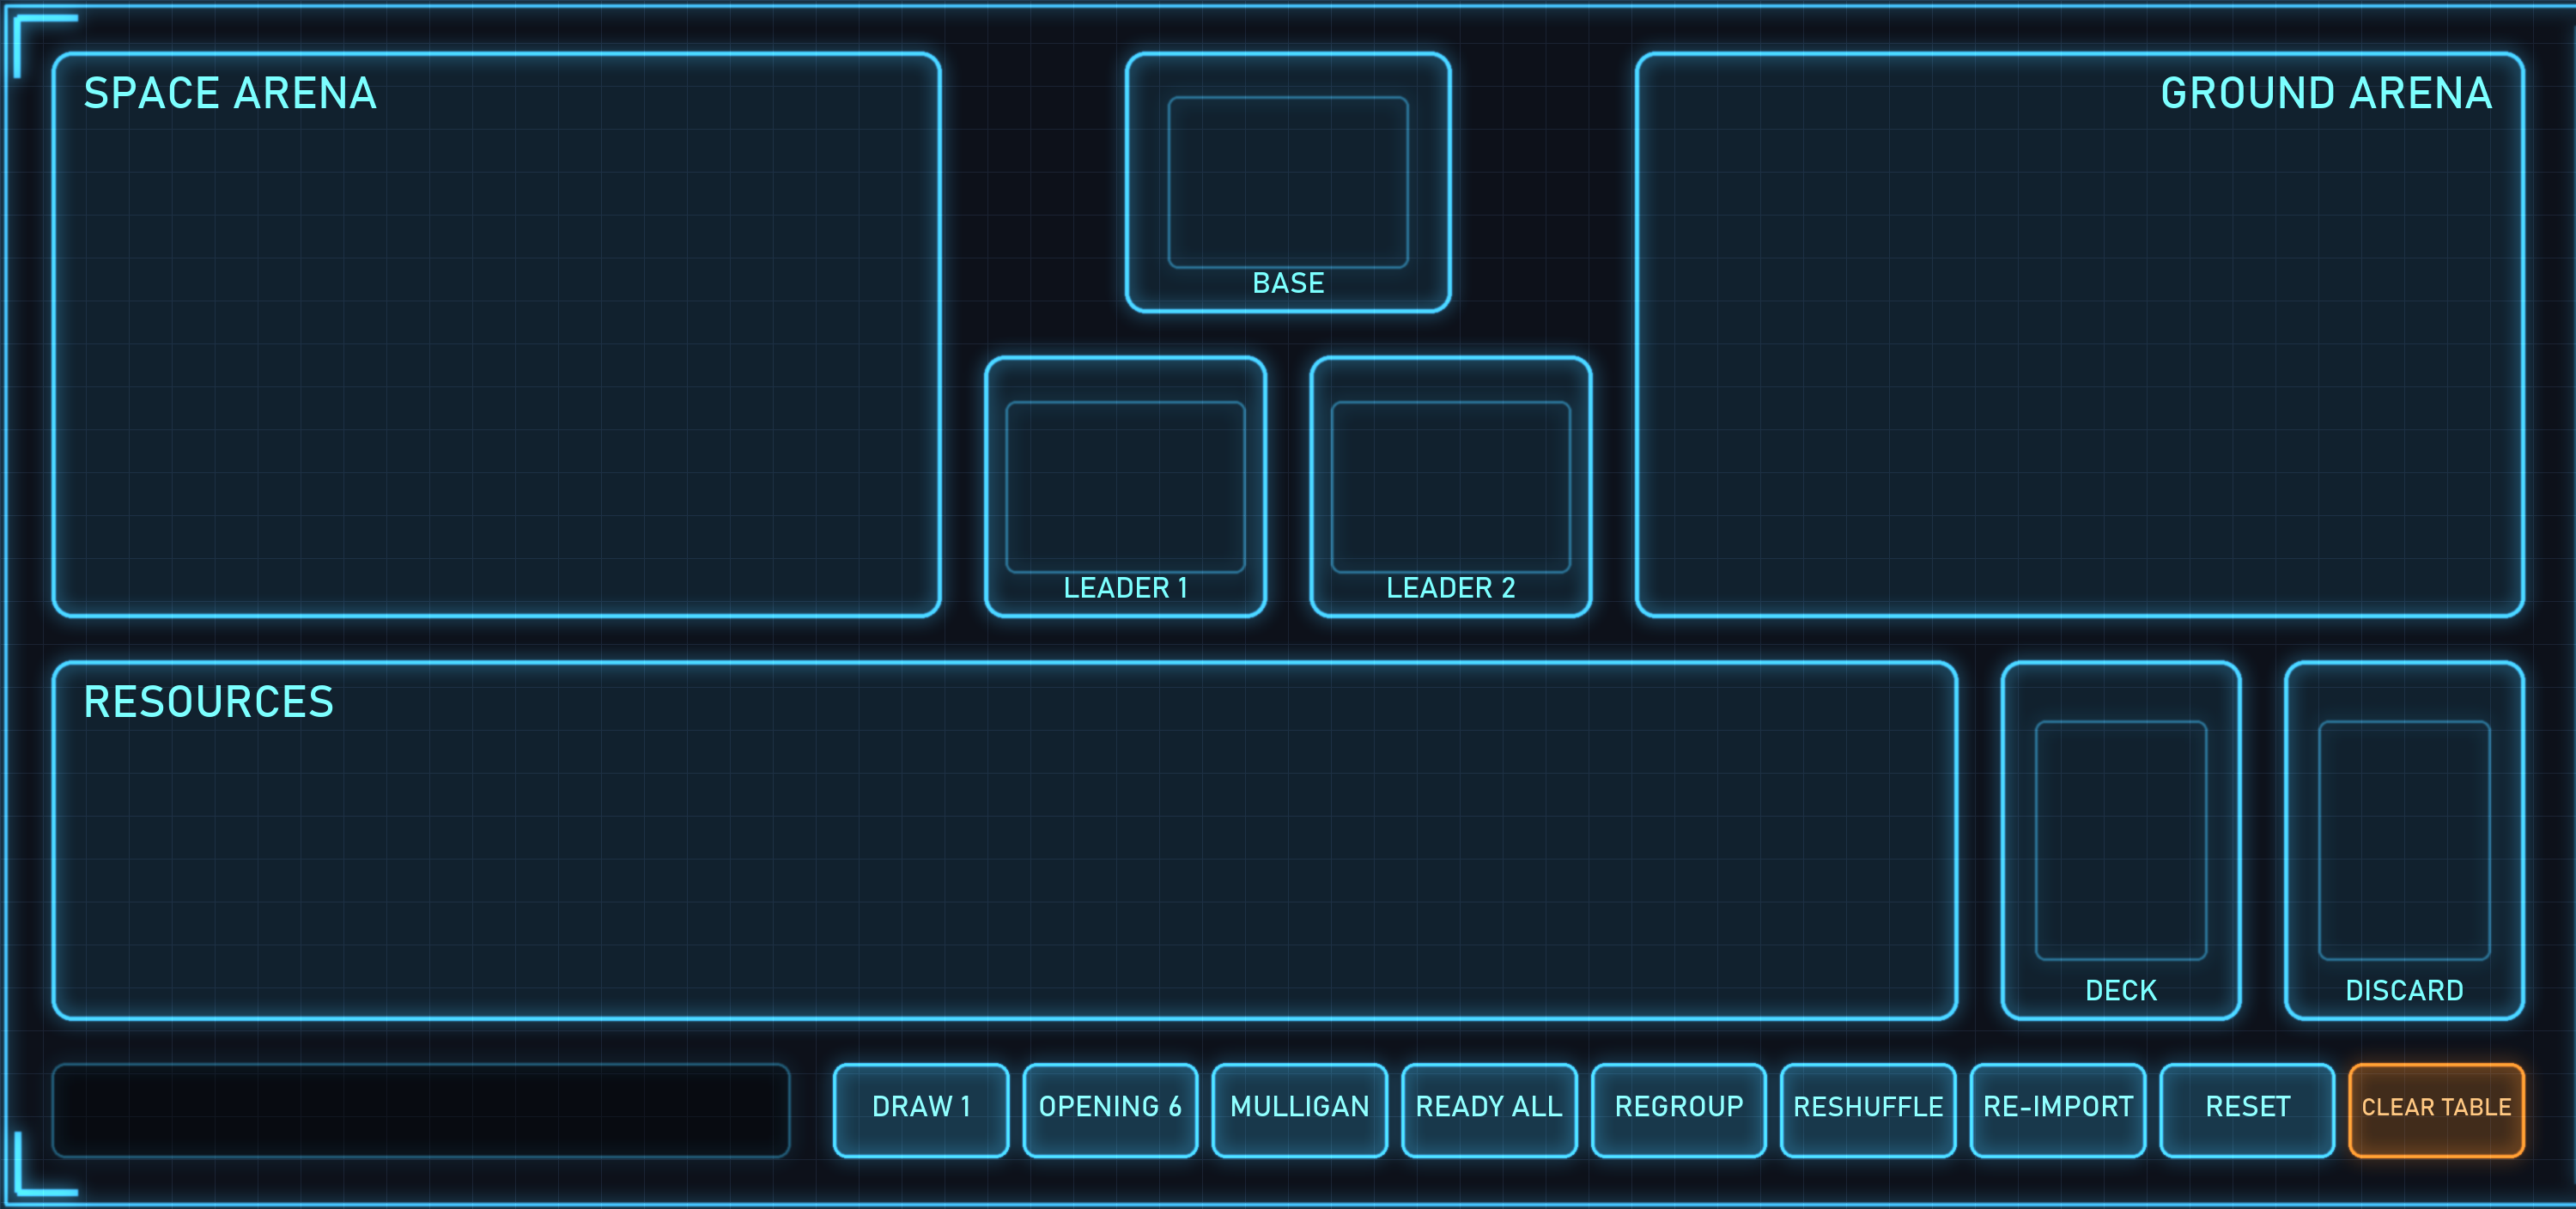 SPACE ARENA
BASE
GROUND ARENA
LEADER 1
LEADER 2
RESOURCES
DECK
DISCARD
DRAW 1
OPENING 6
MULLIGAN
READY ALL
REGROUP
RESHUFFLE
RE-IMPORT
RESET
CLEAR TABLE